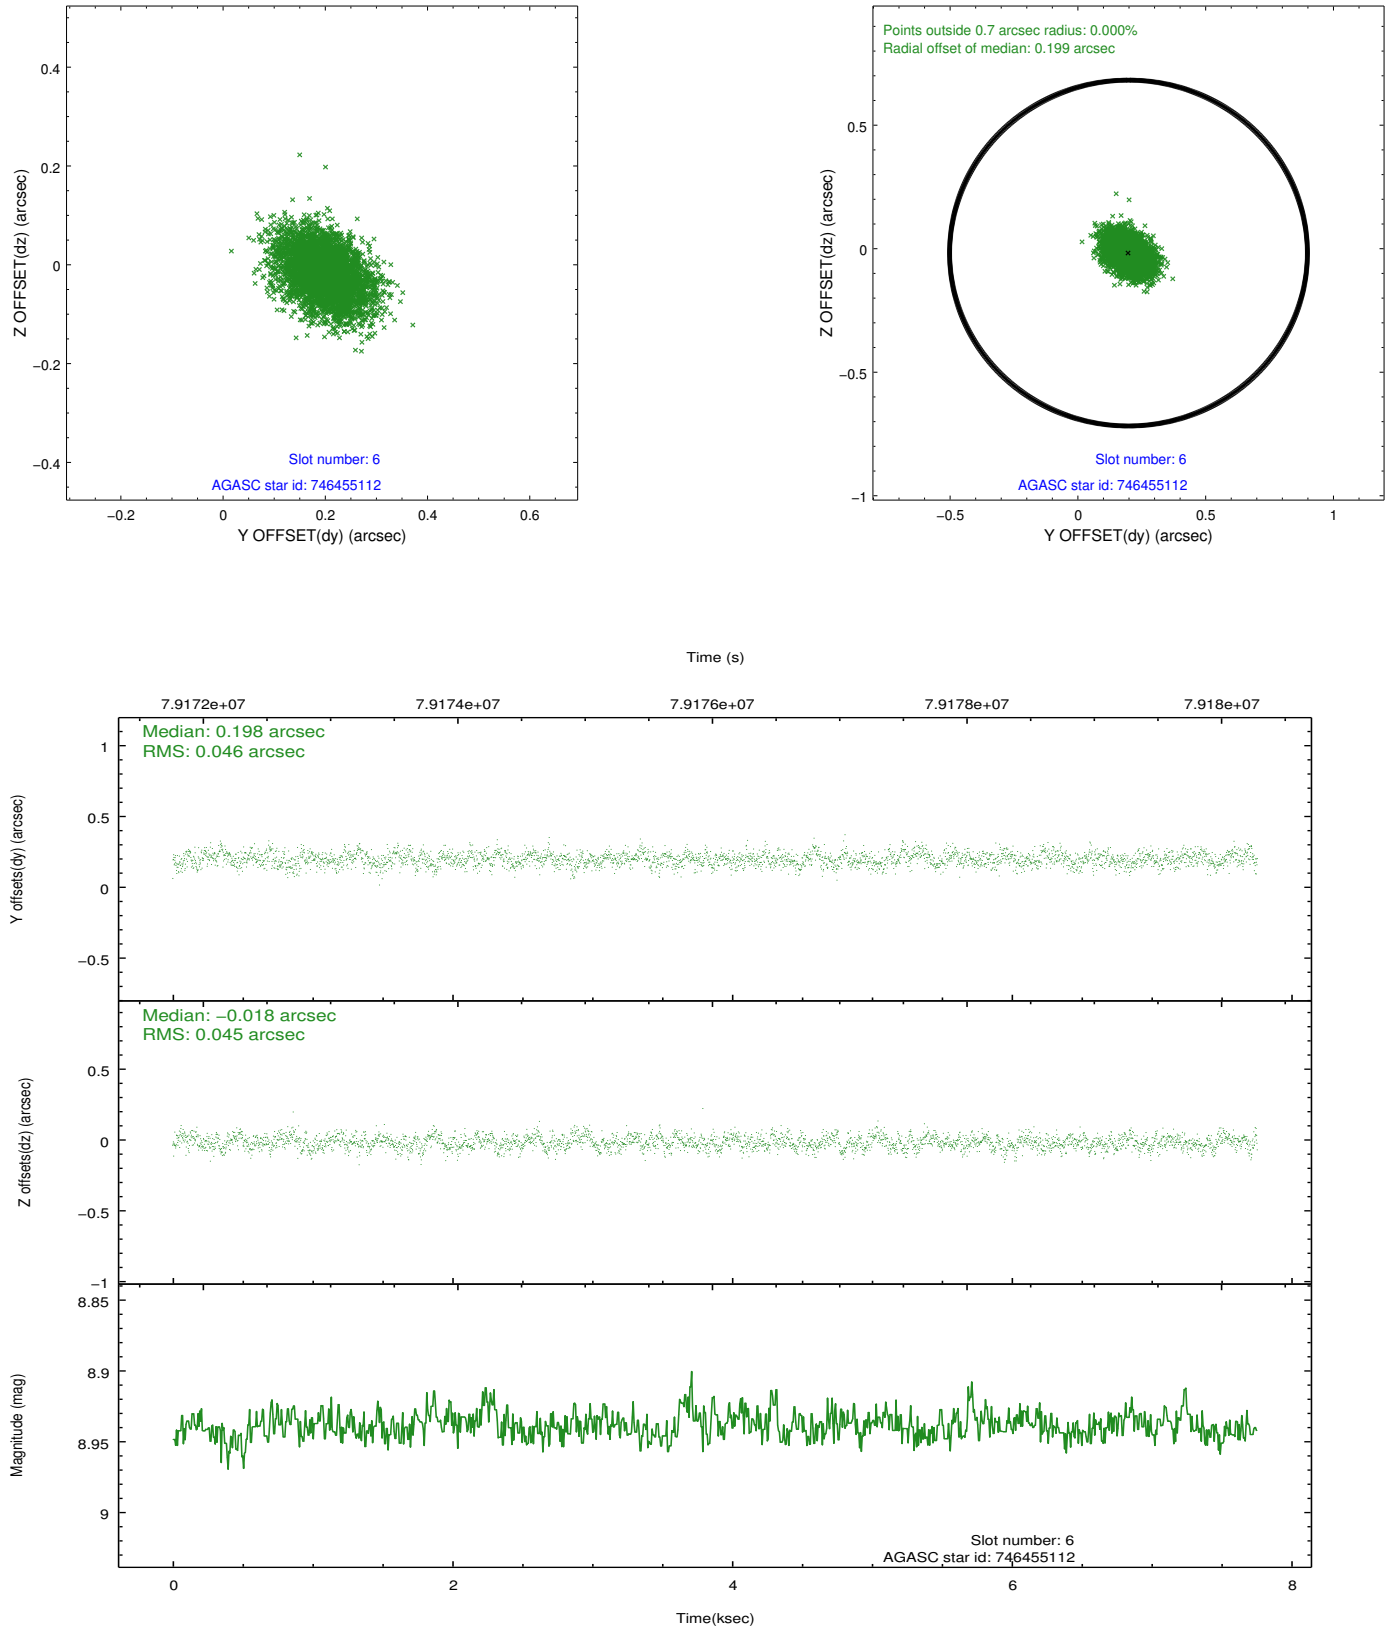 0.4
0.2
0
−0.2
−0.4
Z OFFSET(dz) (arcsec)
Slot number: 6
AGASC star id: 746455112
−0.2
0
0.2
0.4
0.6
Y OFFSET(dy) (arcsec)
Points outside 0.7 arcsec radius: 0.000%
Radial offset of median: 0.199 arcsec
0.5
0
−0.5
−1
Z OFFSET(dz) (arcsec)
Slot number: 6
AGASC star id: 746455112
−0.5
0
0.5
1
Y OFFSET(dy) (arcsec)
Time (s)
7.9172e+07
7.9174e+07
7.9176e+07
7.9178e+07
7.918e+07
Median: 0.198 arcsec
RMS: 0.046 arcsec
1
0.5
0
−0.5
Y offsets(dy) (arcsec)
Median: −0.018 arcsec
RMS: 0.045 arcsec
0.5
0
−0.5
−1
Z offsets(dz) (arcsec)
8.85
8.9
8.95
9
Magnitude (mag)
Slot number: 6
AGASC star id: 746455112
0
2
4
6
8
Time(ksec)